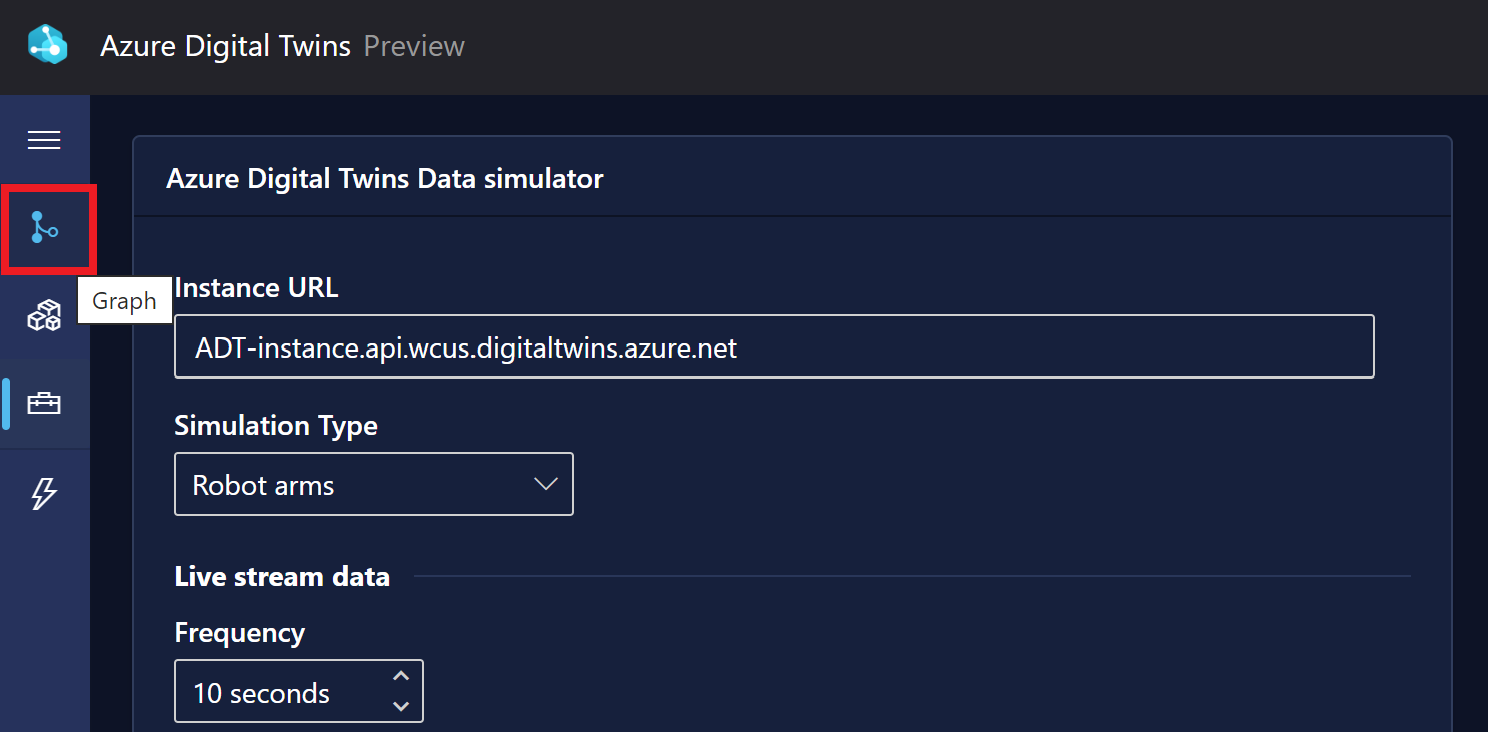 Azure Digital Twins Preview
Azure Digital Twins Data simulator
Graph
Instance URL
ADT-instance.api.wcus.digitaltwins.azure.net
Simulation Type
Robot arms
Live stream data
Frequency
10 seconds